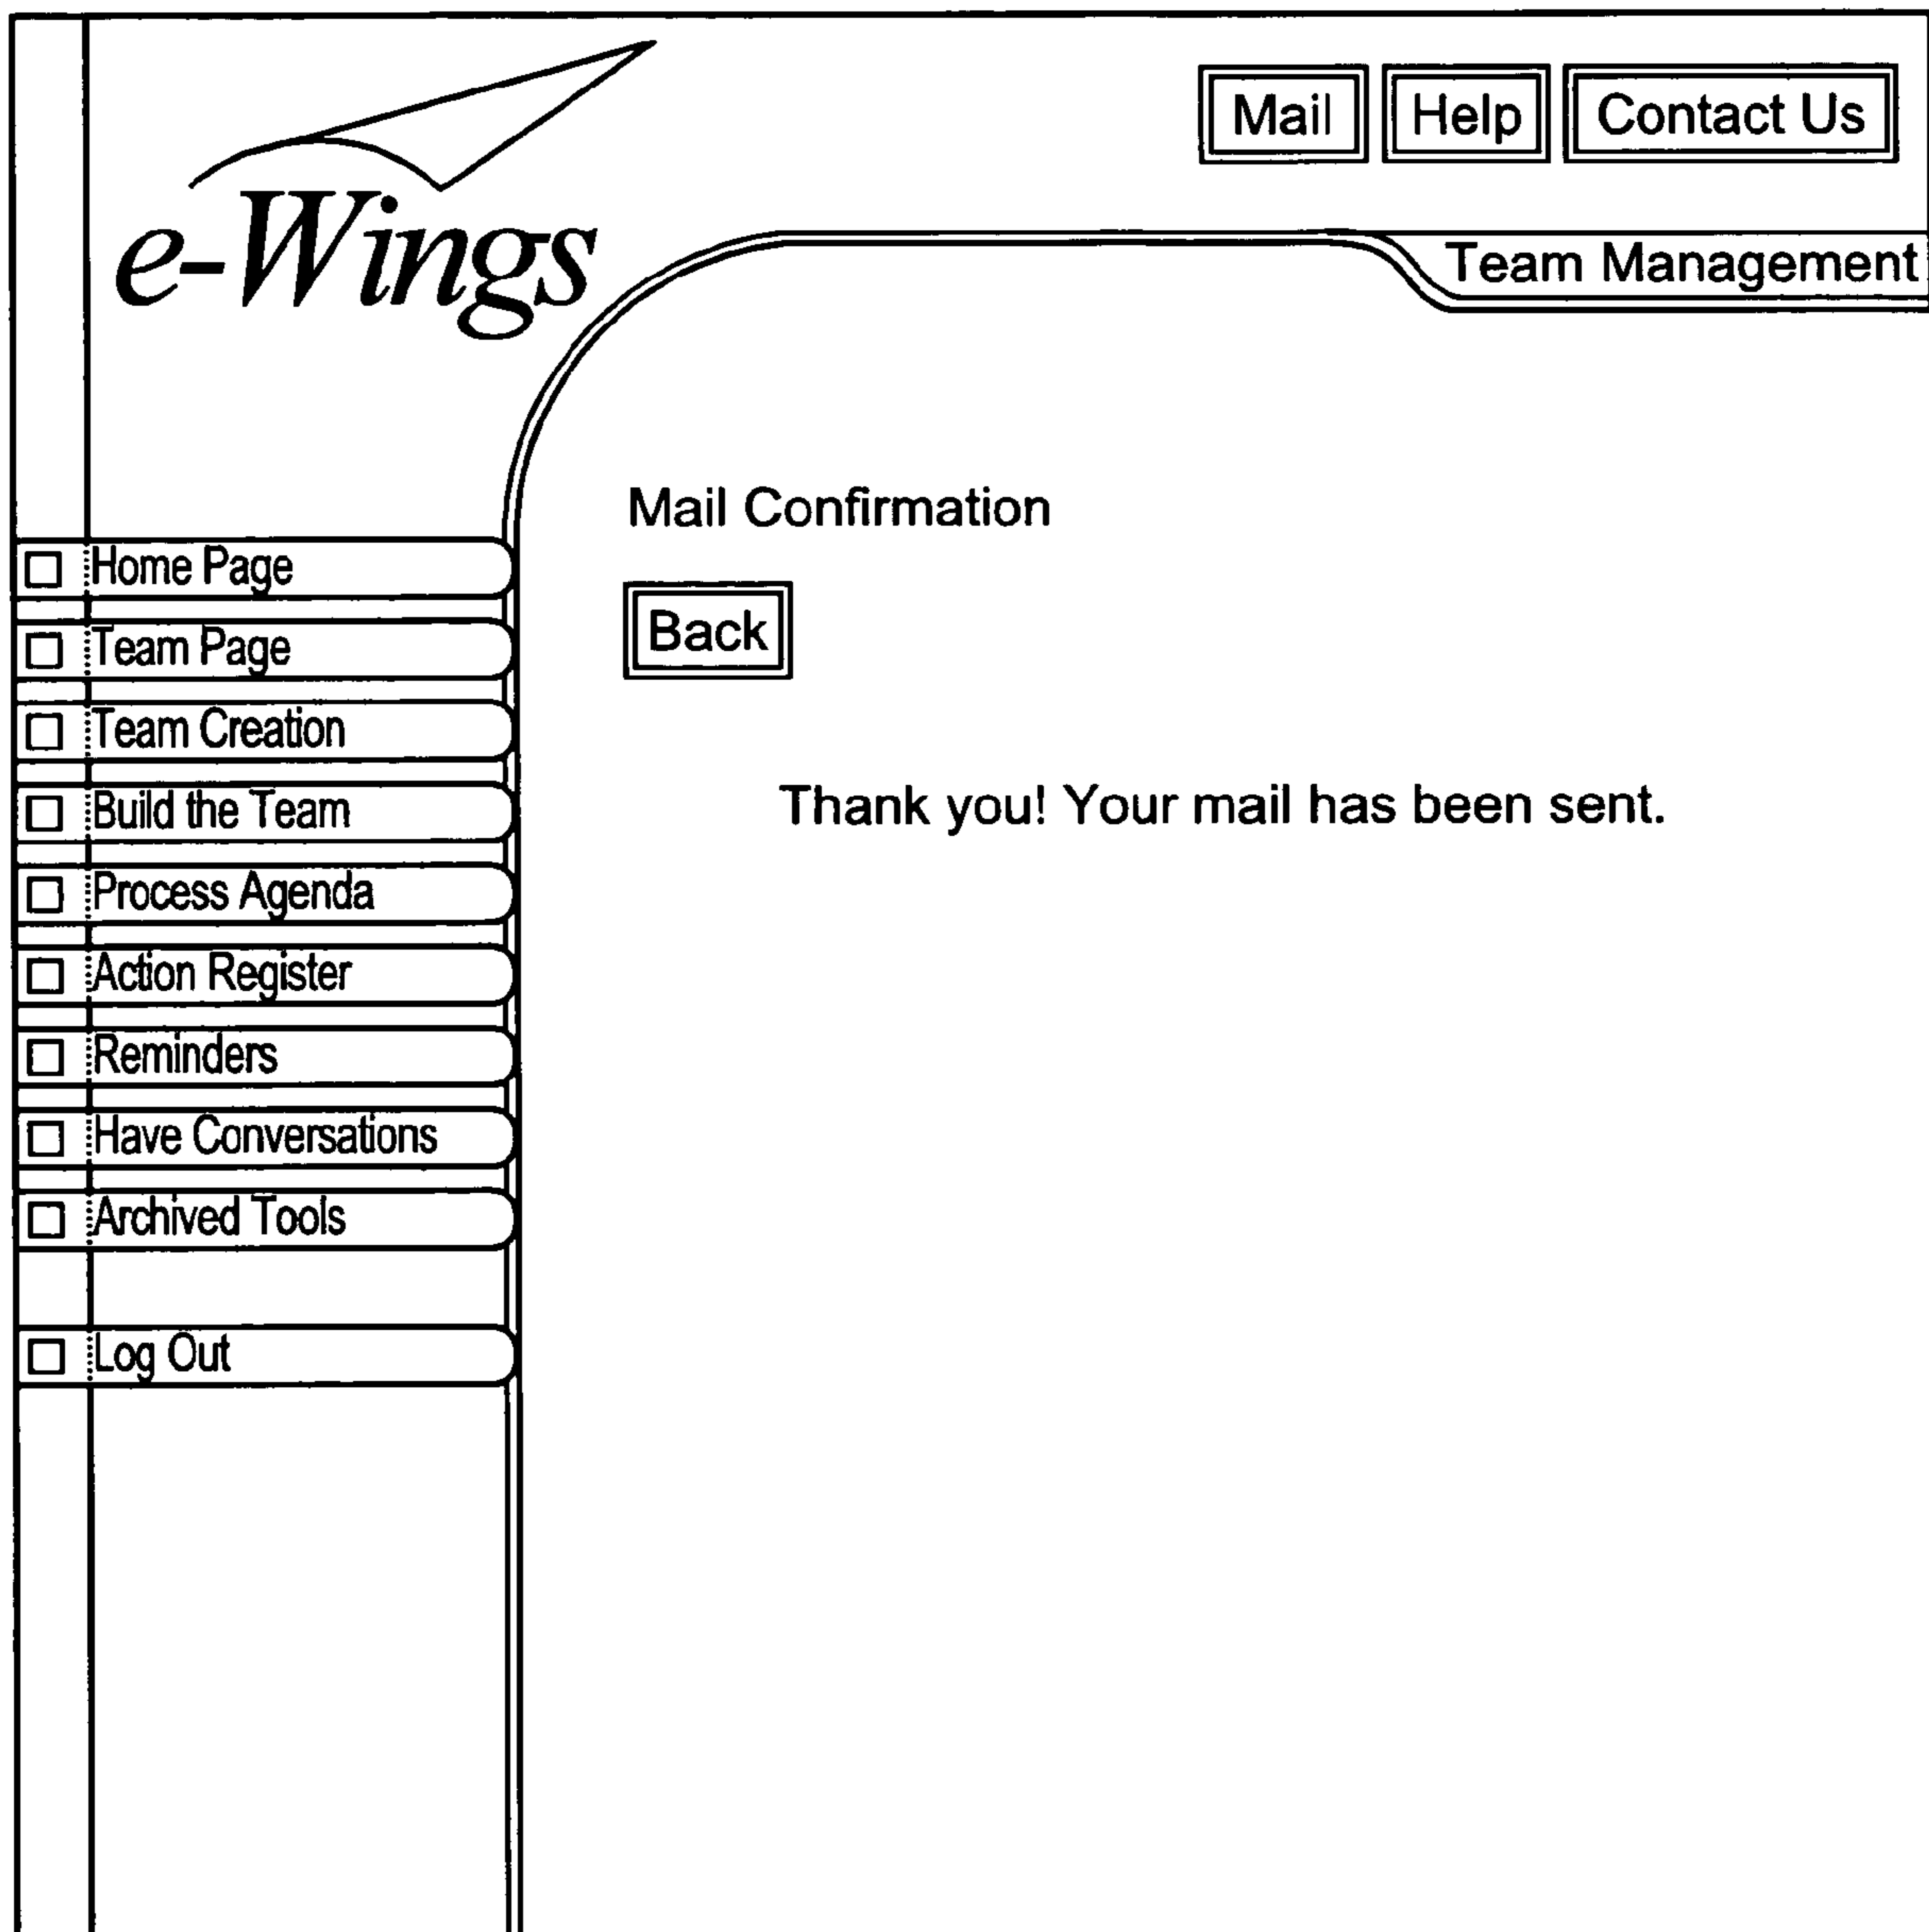 Mail Help Contact Us
e-Wings
Team Management
Mail Confirmation
Back
Thank you! Your mail has been sent.
Home Page
Team Page
Team Creation
Build the Team
Process Agenda
Action Register
Reminders
Have Conversations
Archived Tools
Log Out